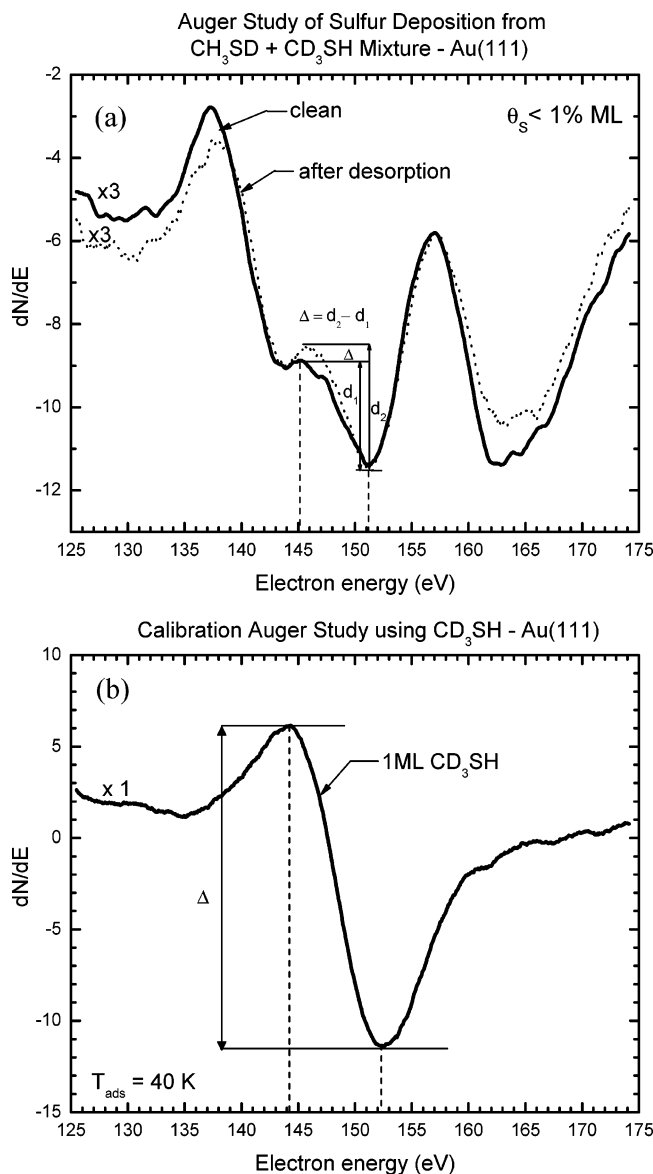 Auger Study of Sulfur Deposition from
CH₃SD + CD₃SH Mixture - Au(111)
(a)
clean
θ_S < 1% ML
after desorption
x3
x3
Δ = d₂ − d₁
Δ
d₁
d₂
dN/dE
-2
-4
-6
-8
-10
-12
125 130 135 140 145 150 155 160 165 170 175
Electron energy (eV)
Calibration Auger Study using CD₃SH - Au(111)
(b)
1ML CD₃SH
x 1
Δ
T_ads = 40 K
dN/dE
10
5
0
-5
-10
-15
125 130 135 140 145 150 155 160 165 170 175
Electron energy (eV)